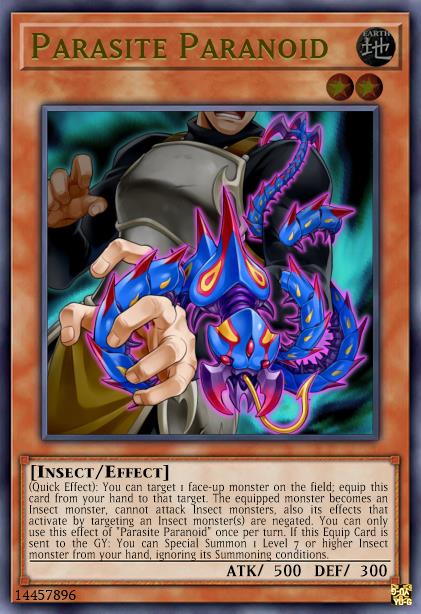 PARASITE PARANOID
EARTH
地
[INSECT/EFFECT]
(Quick Effect): You can target 1 face-up monster on the field; equip this
card from your hand to that target. The equipped monster becomes an
Insect monster, cannot attack Insect monsters, also its effects that
activate by targeting an Insect monster(s) are negated. You can only
use this effect of "Parasite Paranoid" once per turn. If this Equip Card is
sent to the GY: You can Special Summon 1 Level 7 or higher Insect
monster from your hand, ignoring its Summoning conditions.
ATK/ 500 DEF/ 300
14457896